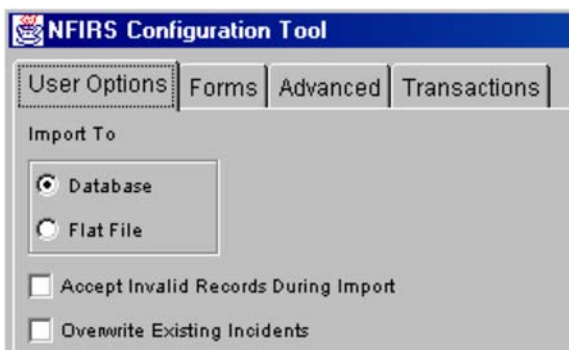 NFIRS Configuration Tool
User Options Forms Advanced Transactions
Import To
Database
Flat File
Accept Invalid Records During Import
Overwrite Existing Incidents